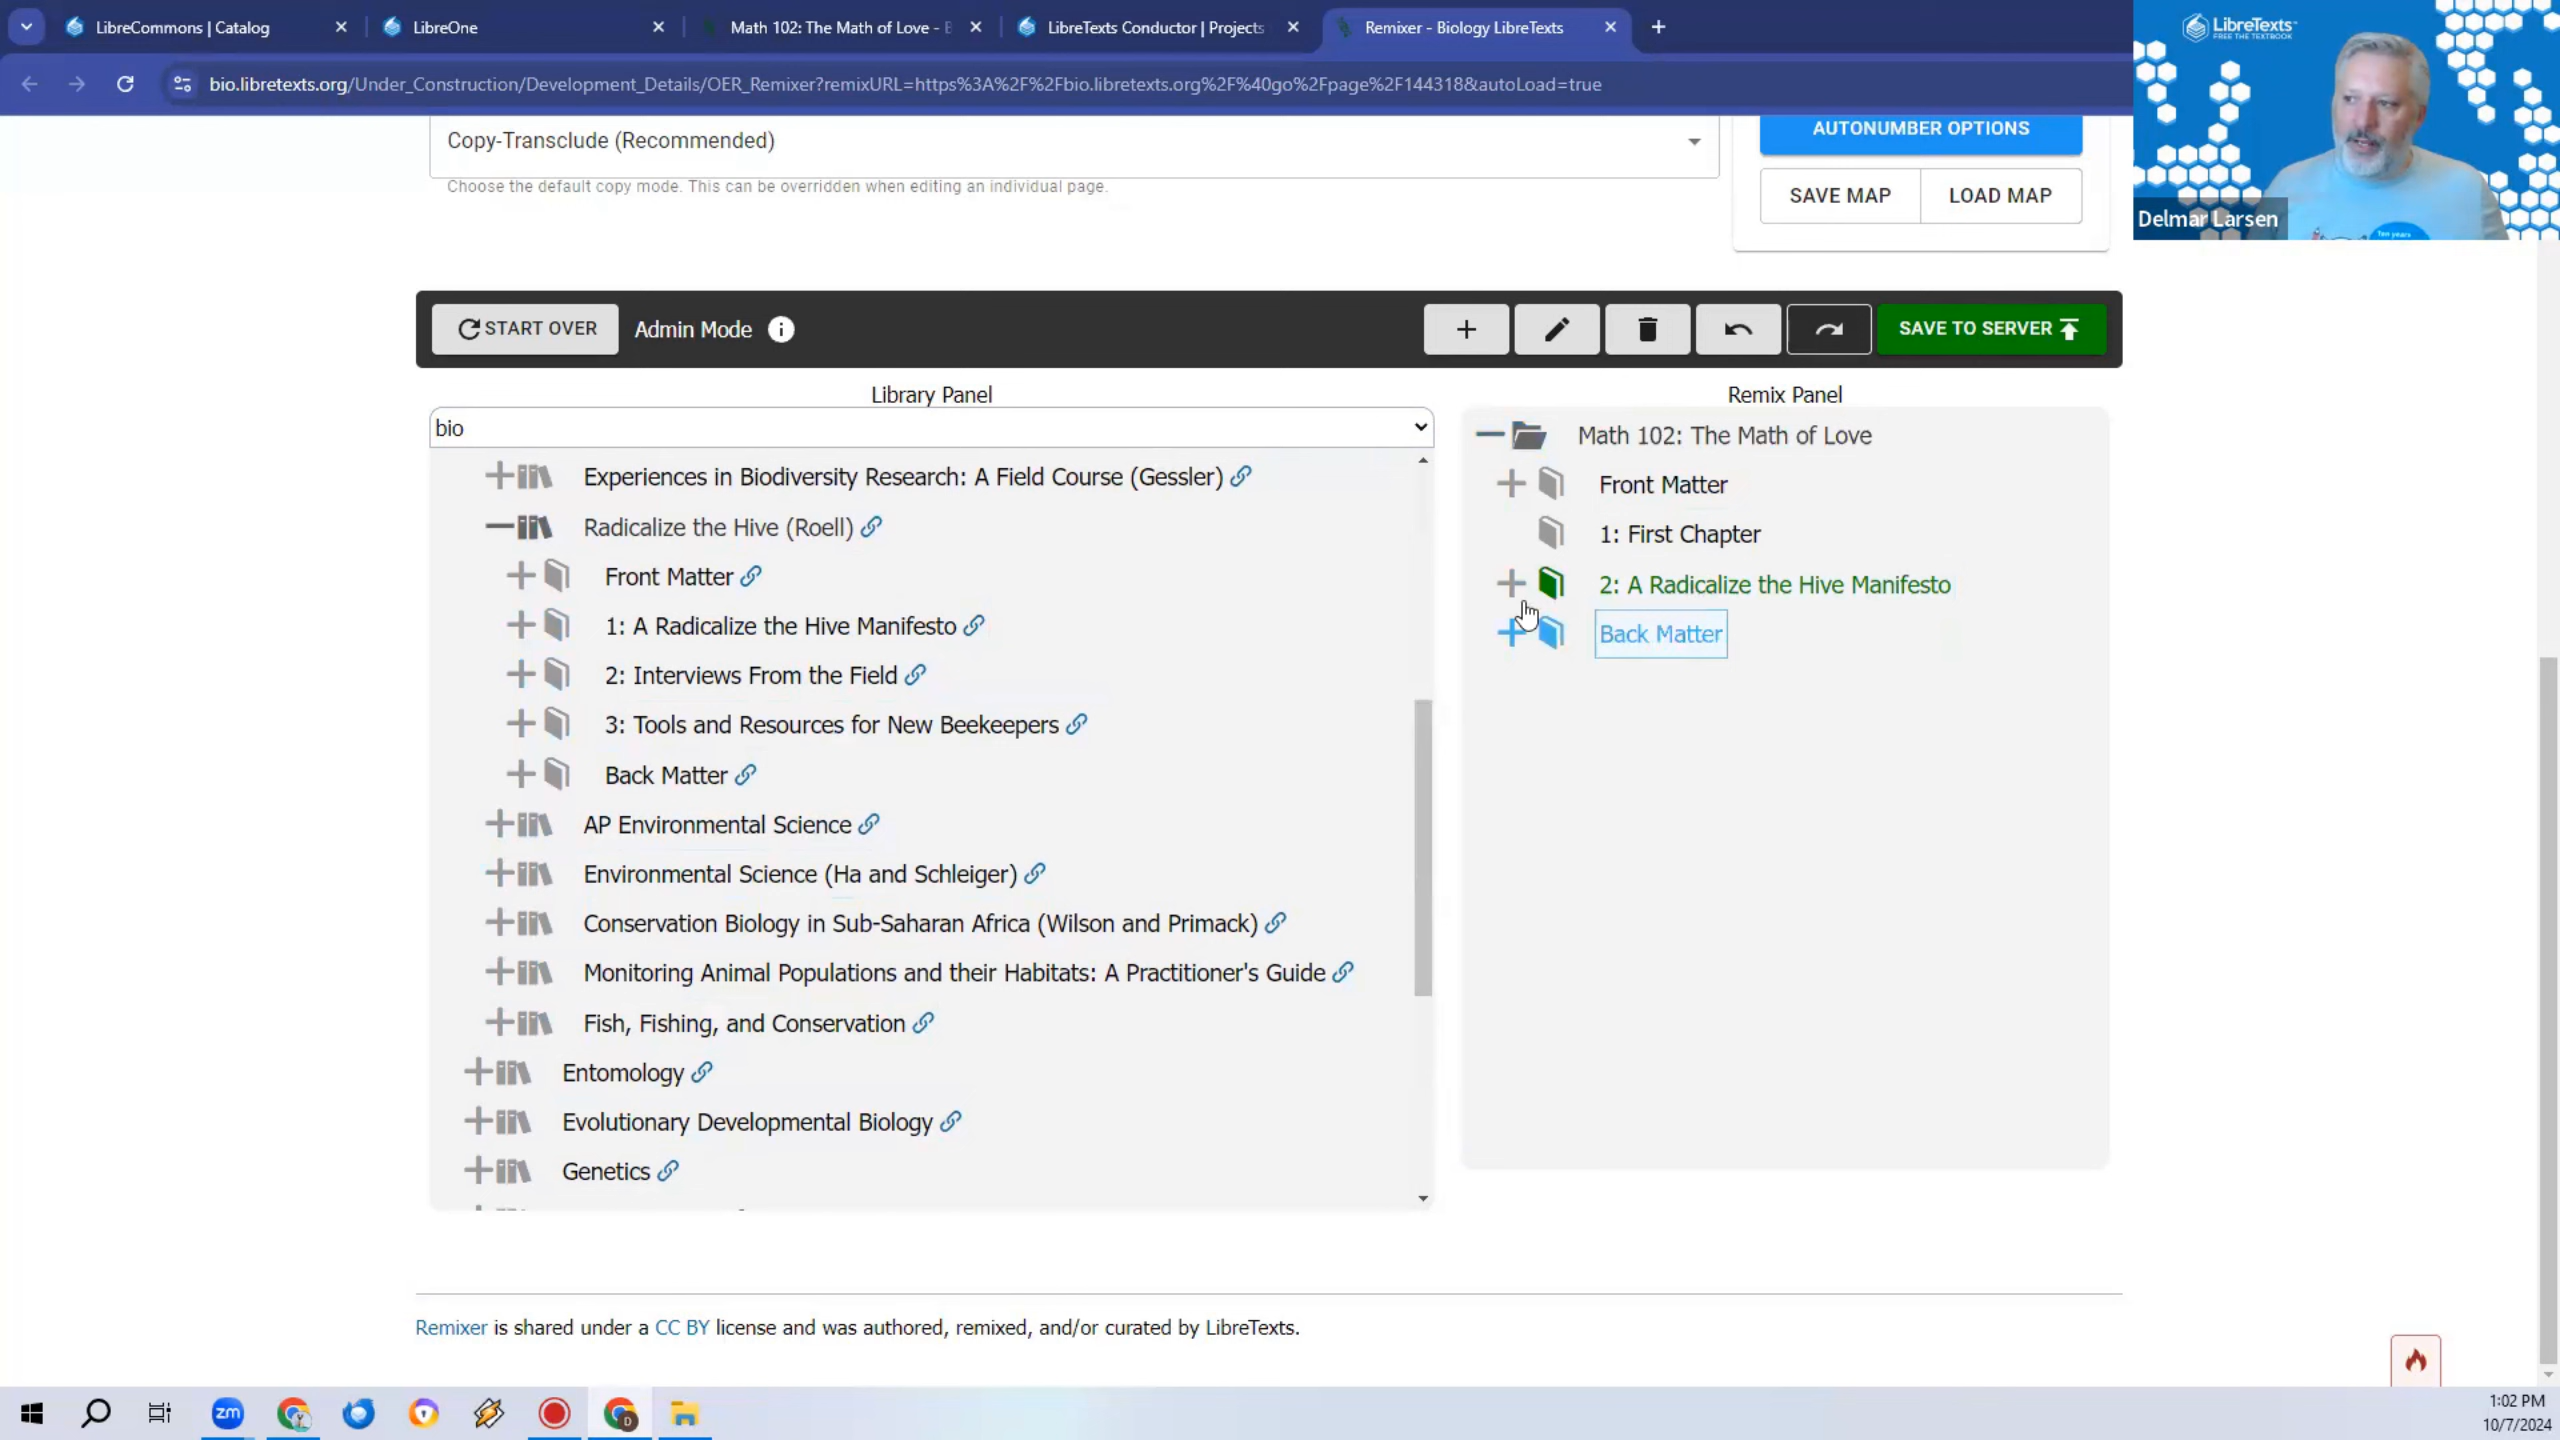 LibreCommons | Catalog
LibreOne
Math 102: The Math of Love - B
LibreTexts Conductor | Projects
Remixer - Biology LibreTexts
bio.libretexts.org/Under_Construction/Development_Details/OER_Remixer?remixURL=https%3A%2F%2Fbio.libretexts.org%2F%40go%2Fpage%2F144318&autoLoad=true
LibreTexts
FREE THE TEXTBOOK
Delmar Larsen
Ten years
Copy-Transclude (Recommended)
Choose the default copy mode. This can be overridden when editing an individual page.
AUTONUMBER OPTIONS
SAVE MAP
LOAD MAP
START OVER
Admin Mode
SAVE TO SERVER
Library Panel
bio
Experiences in Biodiversity Research: A Field Course (Gessler)
Radicalize the Hive (Roell)
Front Matter
1: A Radicalize the Hive Manifesto
2: Interviews From the Field
3: Tools and Resources for New Beekeepers
Back Matter
AP Environmental Science
Environmental Science (Ha and Schleiger)
Conservation Biology in Sub-Saharan Africa (Wilson and Primack)
Monitoring Animal Populations and their Habitats: A Practitioner's Guide
Fish, Fishing, and Conservation
Entomology
Evolutionary Developmental Biology
Genetics
Remix Panel
Math 102: The Math of Love
Front Matter
1: First Chapter
2: A Radicalize the Hive Manifesto
Back Matter
Remixer is shared under a CC BY license and was authored, remixed, and/or curated by LibreTexts.
zm
D
1:02 PM
10/7/2024